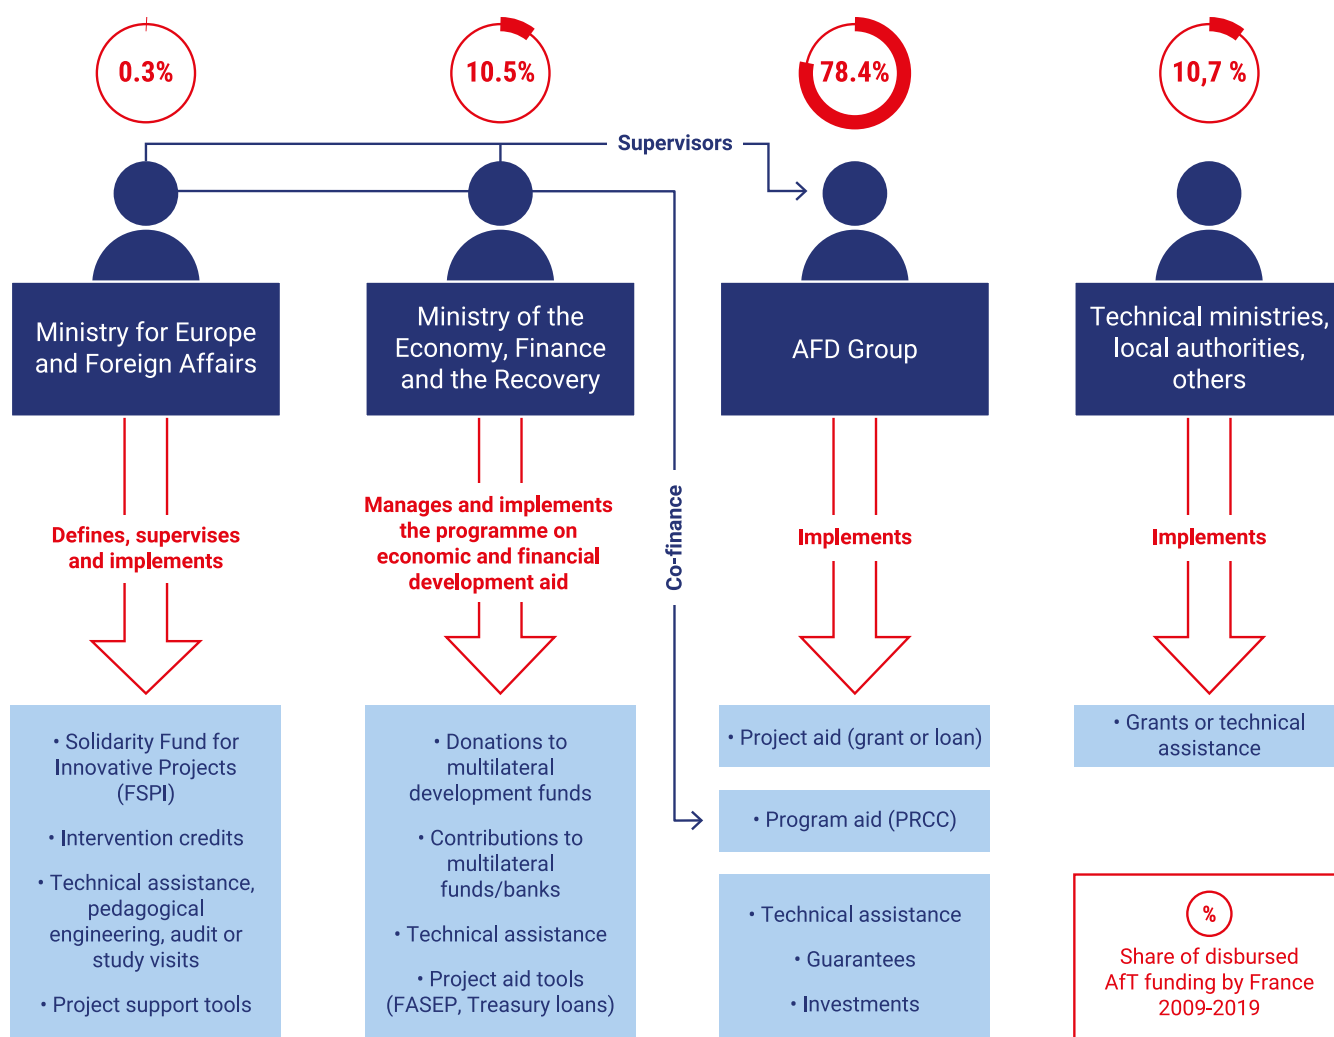 0.3%
10.5%
78.4%
10,7 %
Supervisors
Ministry for Europe
and Foreign Affairs
Ministry of the
Economy, Finance
and the Recovery
AFD Group
Technical ministries,
local authorities,
others
Defines, supervises
and implements
Manages and implements
the programme on
economic and financial
development aid
Co-finance
Implements
Implements
• Solidarity Fund for
Innovative Projects
(FSPI)
• Intervention credits
• Technical assistance,
pedagogical
engineering, audit or
study visits
• Project support tools
• Donations to
multilateral
development funds
• Contributions to
multilateral
funds/banks
• Technical assistance
• Project aid tools
(FASEP, Treasury loans)
• Project aid (grant or loan)
• Program aid (PRCC)
• Technical assistance
• Guarantees
• Investments
• Grants or technical
assistance
%
Share of disbursed
AfT funding by France
2009-2019